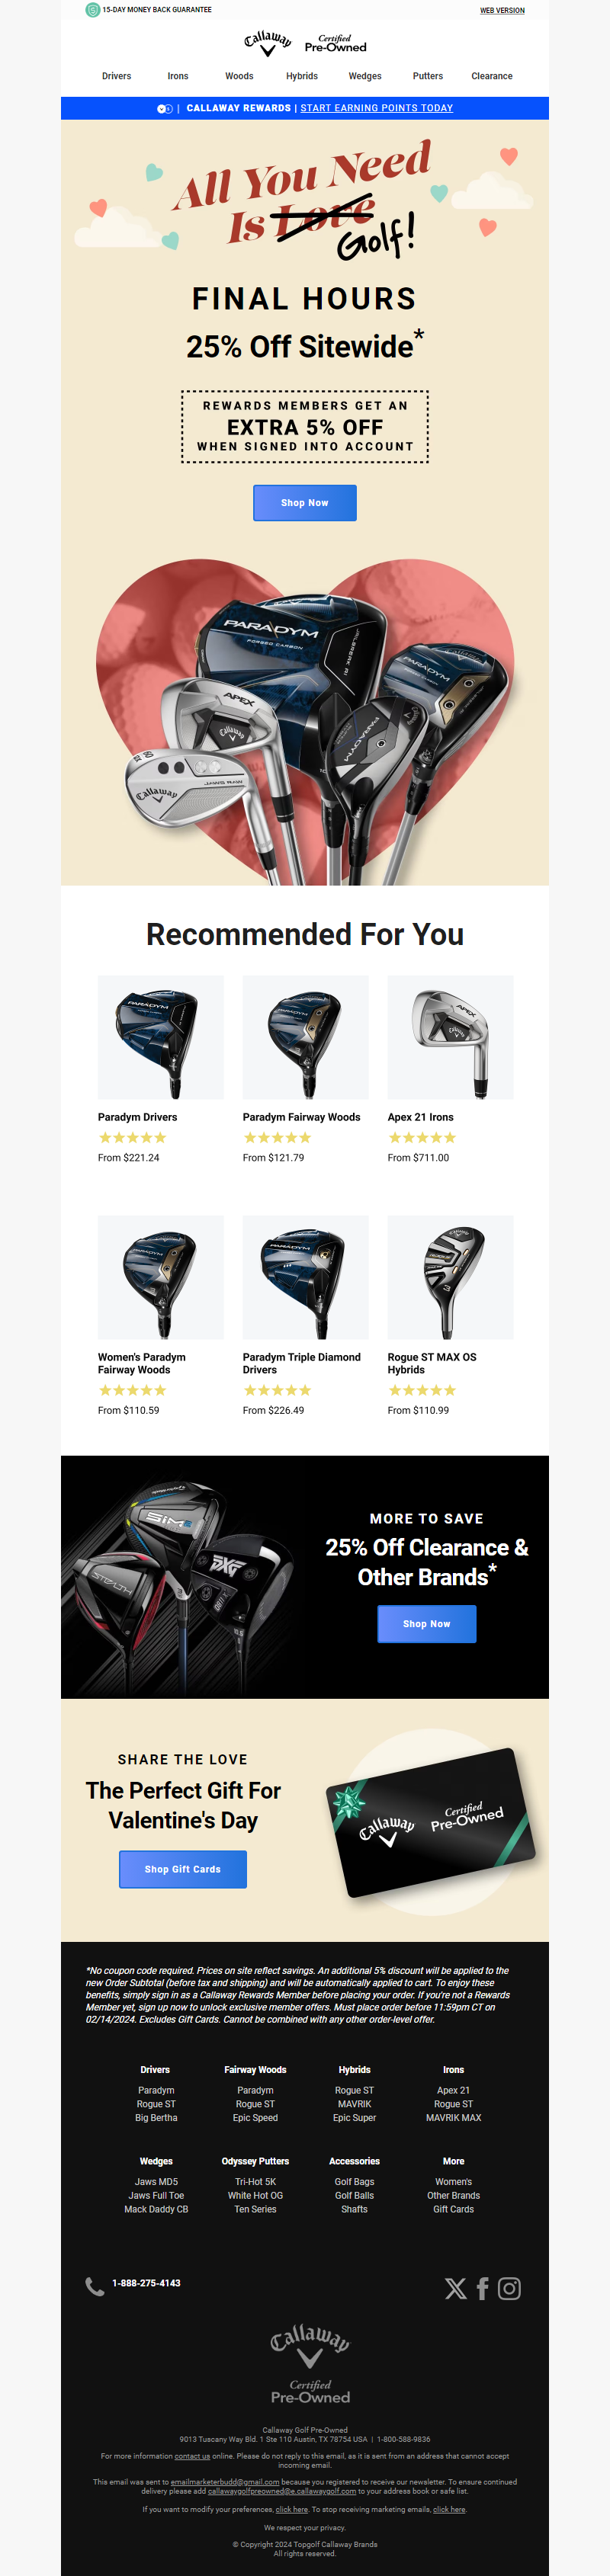 15-DAY MONEY BACK GUARANTEE
WEB VERSION
Callaway Certified Pre-Owned
Drivers Irons Woods Hybrids Wedges Putters Clearance
| CALLAWAY REWARDS | START EARNING POINTS TODAY
All You Need
Is Love
Golf!
FINAL HOURS
25% Off Sitewide*
REWARDS MEMBERS GET AN
EXTRA 5% OFF
WHEN SIGNED INTO ACCOUNT
Shop Now
PARADYM
FORGED CARBON
APEX
Callaway
PARADYM
Callaway
Recommended For You
Paradym Drivers
From $221.24
Paradym Fairway Woods
From $121.79
Apex 21 Irons
From $711.00
Women's Paradym
Fairway Woods
From $110.59
Paradym Triple Diamond
Drivers
From $226.49
Rogue ST MAX OS
Hybrids
From $110.99
SIM2
STEALTH
PXG
MORE TO SAVE
25% Off Clearance &
Other Brands*
Shop Now
SHARE THE LOVE
The Perfect Gift For
Valentine's Day
Shop Gift Cards
Callaway Certified Pre-Owned
*No coupon code required. Prices on site reflect savings. An additional 5% discount will be applied to the
new Order Subtotal (before tax and shipping) and will be automatically applied to cart. To enjoy these
benefits, simply sign in as a Callaway Rewards Member before placing your order. If you're not a Rewards
Member yet, sign up now to unlock exclusive member offers. Must place order before 11:59pm CT on
02/14/2024. Excludes Gift Cards. Cannot be combined with any other order-level offer.
Drivers Fairway Woods Hybrids Irons
Paradym Paradym Rogue ST Apex 21
Rogue ST Rogue ST MAVRIK Rogue ST
Big Bertha Epic Speed Epic Super MAVRIK MAX
Wedges Odyssey Putters Accessories More
Jaws MD5 Tri-Hot 5K Golf Bags Women's
Jaws Full Toe White Hot OG Golf Balls Other Brands
Mack Daddy CB Ten Series Shafts Gift Cards
1-888-275-4143
Callaway
Certified
Pre-Owned
Callaway Golf Pre-Owned
9013 Tuscany Way Bld. 1 Ste 110 Austin, TX 78754 USA | 1-800-588-9836
For more information contact us online. Please do not reply to this email, as it is sent from an address that cannot accept
incoming email.
This email was sent to emailmarketerbudd@gmail.com because you registered to receive our newsletter. To ensure continued
delivery please add callawaygolfpreowned@e.callawaygolf.com to your address book or safe list.
If you want to modify your preferences, click here. To stop receiving marketing emails, click here.
We respect your privacy.
© Copyright 2024 Topgolf Callaway Brands
All rights reserved.